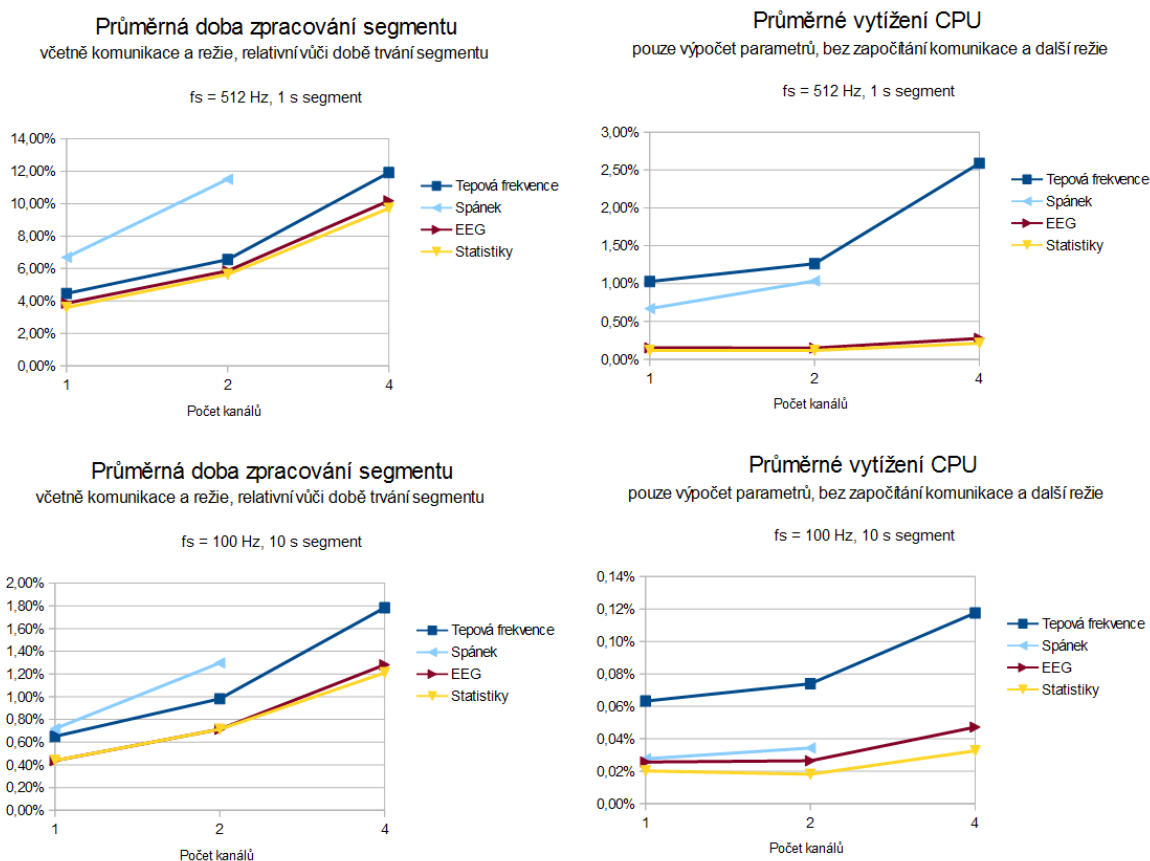 Průměrná doba zpracování segmentu
včetně komunikace a režie, relativní vůči době trvání segmentu
fs = 512 Hz, 1 s segment
14,00%
12,00%
10,00%
8,00%
6,00%
4,00%
2,00%
0,00%
1
2
4
Počet kanálů
Tepová frekvence
Spánek
EEG
Statistiky
Průměrné vytížení CPU
pouze výpočet parametrů, bez započítání komunikace a další režie
fs = 512 Hz, 1 s segment
3,00%
2,50%
2,00%
1,50%
1,00%
0,50%
0,00%
1
2
4
Počet kanálů
Tepová frekvence
Spánek
EEG
Statistiky
Průměrná doba zpracování segmentu
včetně komunikace a režie, relativní vůči době trvání segmentu
fs = 100 Hz, 10 s segment
2,00%
1,80%
1,60%
1,40%
1,20%
1,00%
0,80%
0,60%
0,40%
0,20%
0,00%
1
2
4
Počet kanálů
Tepová frekvence
Spánek
EEG
Statistiky
Průměrné vytížení CPU
pouze výpočet parametrů, bez započítání komunikace a další režie
fs = 100 Hz, 10 s segment
0,14%
0,12%
0,10%
0,08%
0,06%
0,04%
0,02%
0,00%
1
2
4
Počet kanálů
Tepová frekvence
Spánek
EEG
Statistiky